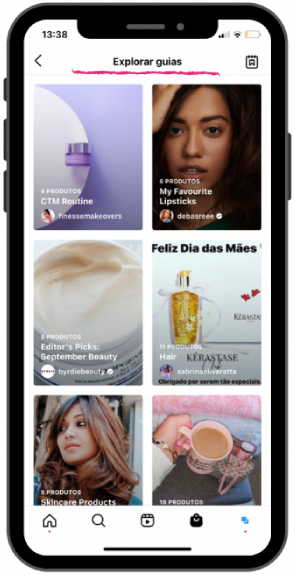 13:38
Explorar guias
4 PRODUTOS
CTM Routine
finessemakeovers
6 PRODUTOS
My Favourite
Lipsticks
debasreee
8 PRODUTOS
Editor's Picks:
September Beauty
byrdiebeauty
Feliz Dia das Mães
KÉRASTAS
11 PRODUTOS
Hair
KÉRASTASE
sabrinaoliveratta
Obrigado por serem tão especiais
8 PRODUTOS
Skincare Products
18 PRODUTOS